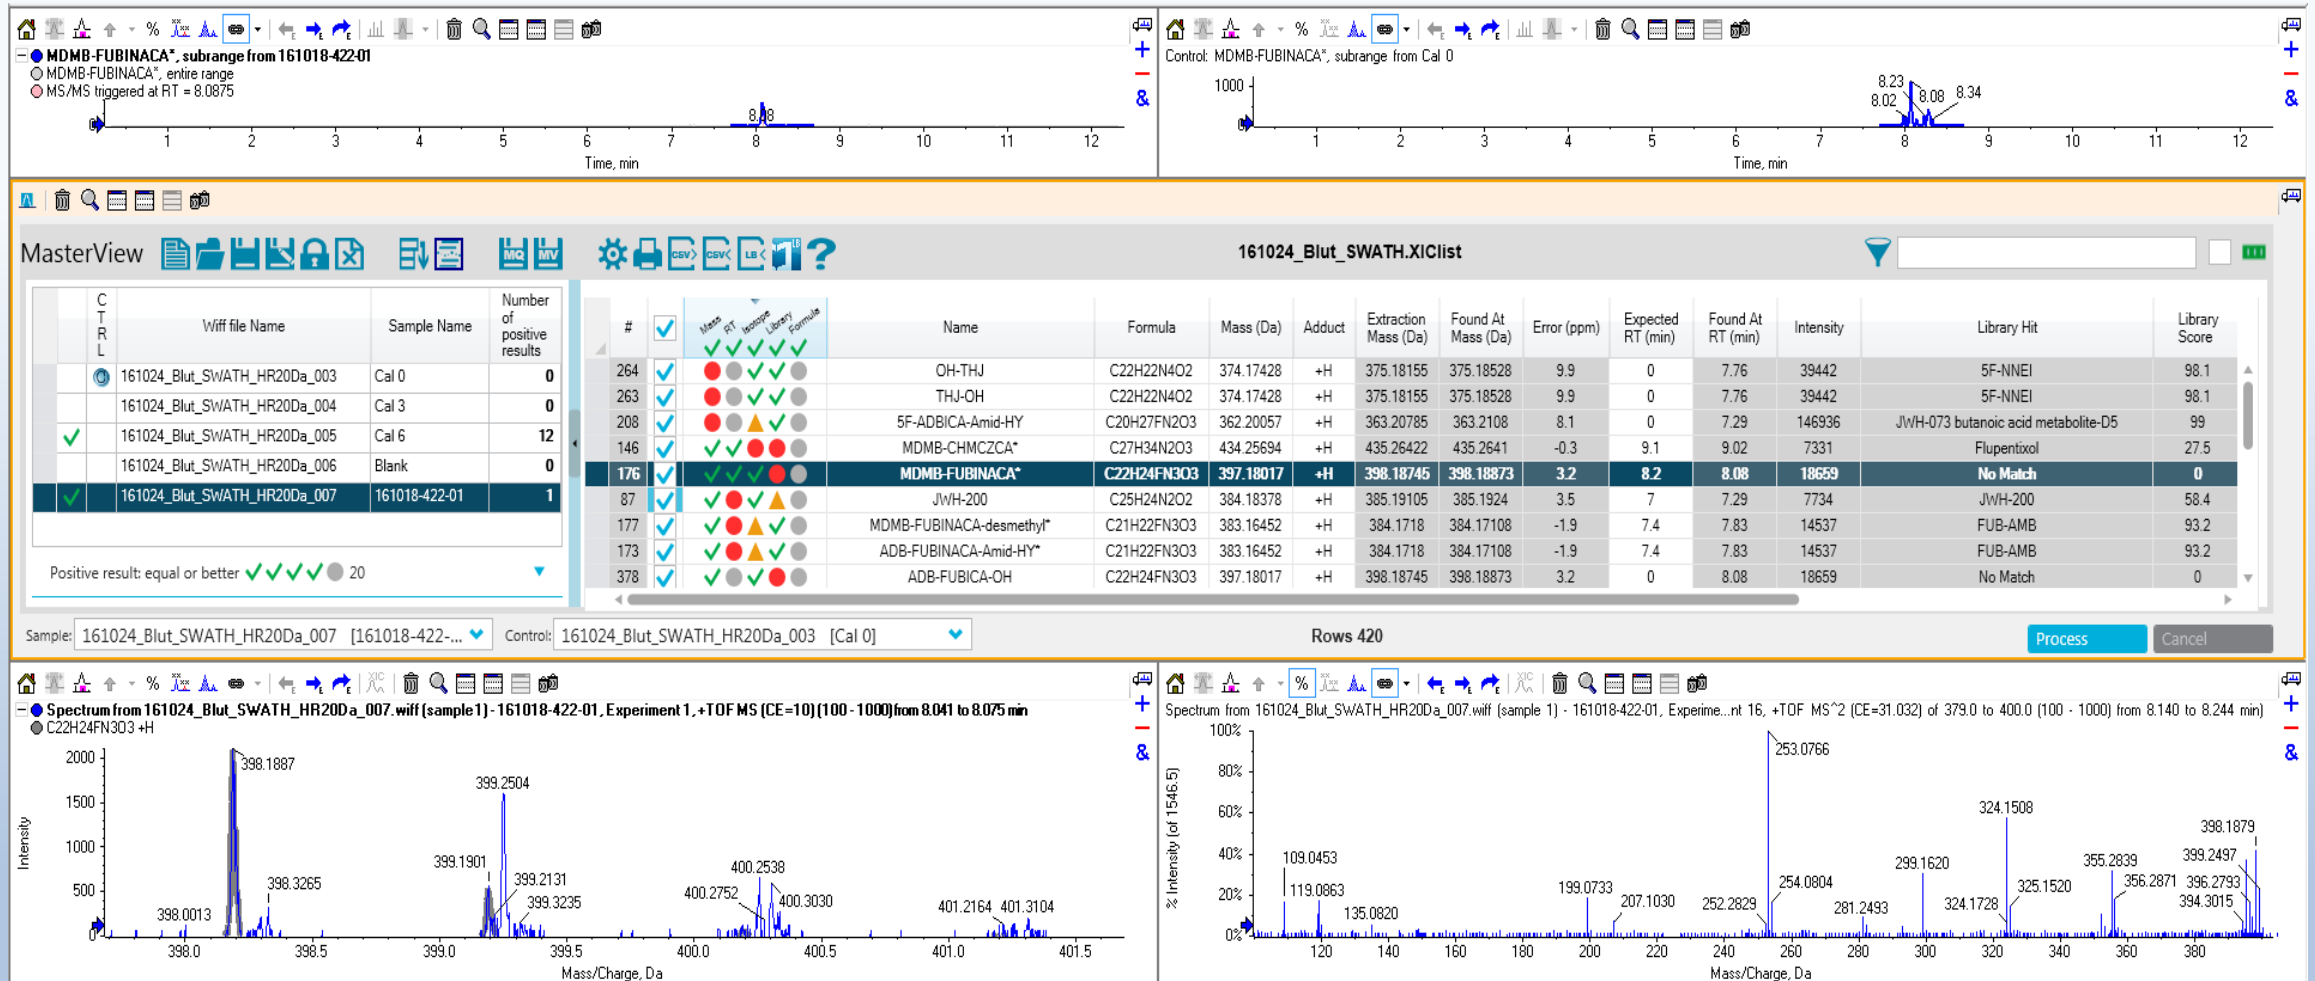 MDMB-FUBINACA*, subrange from 161018-422-01
MDMB-FUBINACA*, entire range
MS/MS triggered at RT = 8.0875
0
1 2 3 4 5 6 7 8 9 10 11 12
Time, min
Control: MDMB-FUBINACA*, subrange from Cal 0
1000
8.23
8.02
8.08
8.34
0
1 2 3 4 5 6 7 8 9 10 11 12
Time, min
MasterView
MQ MV CSV> CSV< LB< LB ?
161024_Blut_SWATH.XIClist
CTRL Wiff file Name Sample Name Number of positive results
161024_Blut_SWATH_HR20Da_003 Cal 0 0
161024_Blut_SWATH_HR20Da_004 Cal 3 0
161024_Blut_SWATH_HR20Da_005 Cal 6 12
161024_Blut_SWATH_HR20Da_006 Blank 0
161024_Blut_SWATH_HR20Da_007 161018-422-01 1
Positive result: equal or better 20
# Mass RT Isotope Library Formula Name Formula Mass (Da) Adduct Extraction Mass (Da) Found At Mass (Da) Error (ppm) Expected RT (min) Found At RT (min) Intensity Library Hit Library Score
264 OH-THJ C22H22N4O2 374.17428 +H 375.18155 375.18528 9.9 0 7.76 39442 5F-NNEI 98.1
263 THJ-OH C22H22N4O2 374.17428 +H 375.18155 375.18528 9.9 0 7.76 39442 5F-NNEI 98.1
208 5F-ADBICA-Amid-HY C20H27FN2O3 362.20057 +H 363.20785 363.2108 8.1 0 7.29 146936 JWH-073 butanoic acid metabolite-D5 99
146 MDMB-CHMCZCA* C27H34N2O3 434.25694 +H 435.26422 435.2641 -0.3 9.1 9.02 7331 Flupentixol 27.5
176 MDMB-FUBINACA* C22H24FN3O3 397.18017 +H 398.18745 398.18873 3.2 8.2 8.08 18659 No Match 0
87 JWH-200 C25H24N2O2 384.18378 +H 385.19105 385.1924 3.5 7 7.29 7734 JWH-200 58.4
177 MDMB-FUBINACA-desmethyl* C21H22FN3O3 383.16452 +H 384.1718 384.17108 -1.9 7.4 7.83 14537 FUB-AMB 93.2
173 ADB-FUBINACA-Amid-HY* C21H22FN3O3 383.16452 +H 384.1718 384.17108 -1.9 7.4 7.83 14537 FUB-AMB 93.2
378 ADB-FUBICA-OH C22H24FN3O3 397.18017 +H 398.18745 398.18873 3.2 0 8.08 18659 No Match 0
Sample: 161024_Blut_SWATH_HR20Da_007 [161018-422-... Control: 161024_Blut_SWATH_HR20Da_003 [Cal 0] Rows 420 Process Cancel
Spectrum from 161024_Blut_SWATH_HR20Da_007.wiff (sample 1) - 161018-422-01, Experiment 1, +TOF MS (CE=10) (100 - 1000) from 8.041 to 8.075 min
C22H24FN3O3 +H
Intensity
2000
1500
1000
500
0
398.1887
399.2504
399.1901
398.3265
398.0013
399.2131
399.3235
400.2538
400.2752
400.3030
401.2164
401.3104
398.0 398.5 399.0 399.5 400.0 400.5 401.0 401.5
Mass/Charge, Da
Spectrum from 161024_Blut_SWATH_HR20Da_007.wiff (sample 1) - 161018-422-01, Experime...nt 16, +TOF MS^2 (CE=31.032) of 379.0 to 400.0 (100 - 1000) from 8.140 to 8.244 min)
% Intensity (of 1546.5)
100%
80%
60%
40%
20%
0%
253.0766
324.1508
398.1879
109.0453
299.1620
355.2839
399.2497
119.0863
199.0733
254.0804
325.1520
356.2871
396.2793
135.0820
207.1030
252.2829
281.2493
324.1728
394.3015
120 140 160 180 200 220 240 260 280 300 320 340 360 380
Mass/Charge, Da